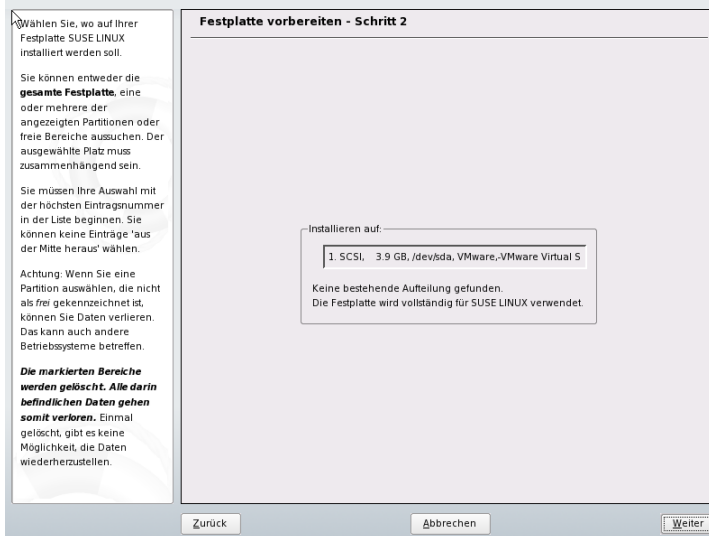 Wählen Sie, wo auf Ihrer
Festplatte SUSE LINUX
installiert werden soll.
Sie können entweder die
gesamte Festplatte, eine
oder mehrere der
angezeigten Partitionen oder
freie Bereiche aussuchen. Der
ausgewählte Platz muss
zusammenhängend sein.
Sie müssen Ihre Auswahl mit
der höchsten Eintragsnummer
in der Liste beginnen. Sie
können keine Einträge 'aus
der Mitte heraus' wählen.
Achtung: Wenn Sie eine
Partition auswählen, die nicht
als frei gekennzeichnet ist,
können Sie Daten verlieren.
Das kann auch andere
Betriebssysteme betreffen.
Die markierten Bereiche
werden gelöscht. Alle darin
befindlichen Daten gehen
somit verloren. Einmal
gelöscht, gibt es keine
Möglichkeit, die Daten
wiederherzustellen.
Festplatte vorbereiten - Schritt 2
Installieren auf:
1. SCSI, 3.9 GB, /dev/sda, VMware,-VMware Virtual S
Keine bestehende Aufteilung gefunden.
Die Festplatte wird vollständig für SUSE LINUX verwendet.
Zurück
Abbrechen
Weiter